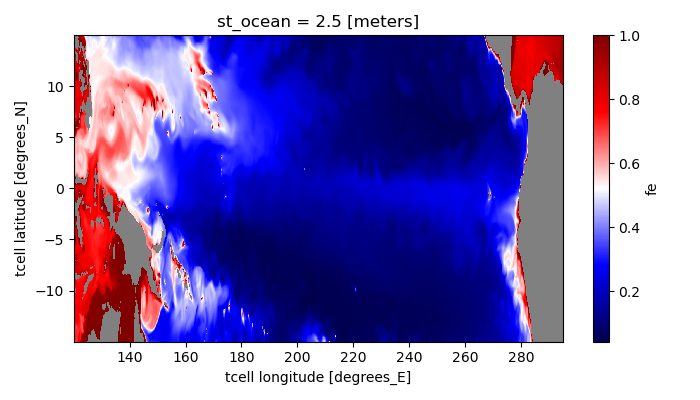 st_ocean = 2.5 [meters]
10
5
0
−5
−10
tcell latitude [degrees_N]
140 160 180 200 220 240 260 280
tcell longitude [degrees_E]
1.0
0.8
0.6
0.4
0.2
fe